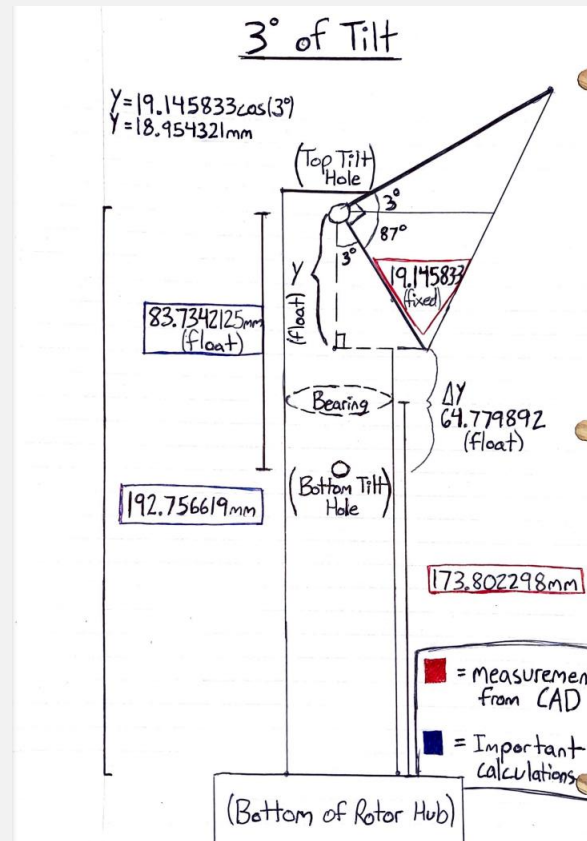 3° of Tilt
Y=19.145833cos(3°)
Y=18.954321mm
(Top Tilt
Hole)
3°
87°
3°
Y
(float)
19.145833
(fixed)
83.7342125mm
(float)
Bearing
ΔY
64.779892
(float)
(Bottom Tilt
Hole)
192.756619mm
173.802298mm
= Measuremen
from CAD
= Important
calculations
(Bottom of Rotor Hub)